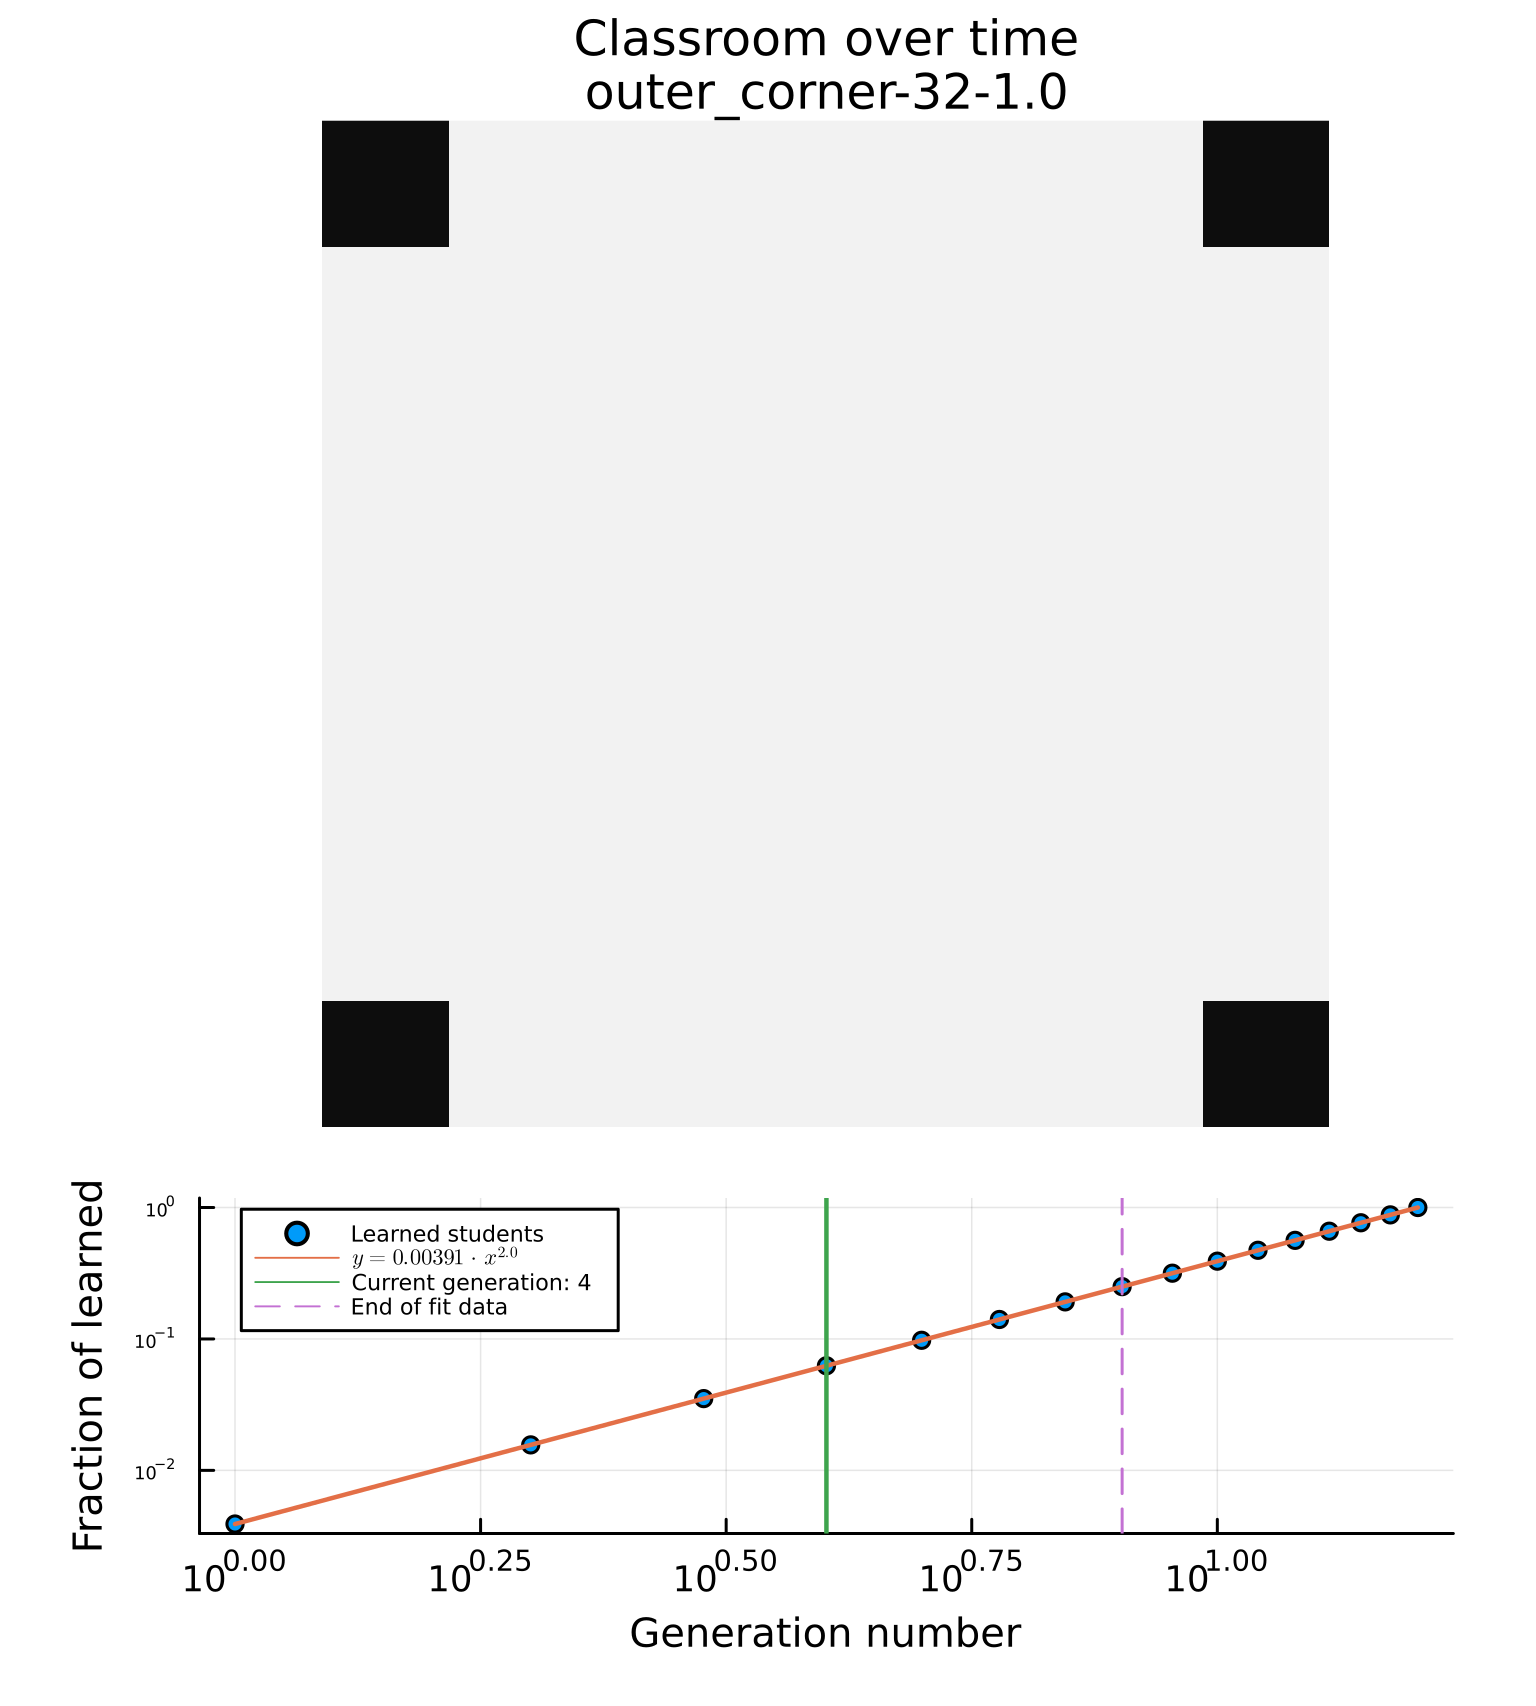 Classroom over time
outer_corner-32-1.0
Fraction of learned
10^0
10^−1
10^−2
Learned students
y = 0.00391 · x^2.0
Current generation: 4
End of fit data
10^0.00 10^0.25 10^0.50 10^0.75 10^1.00
Generation number